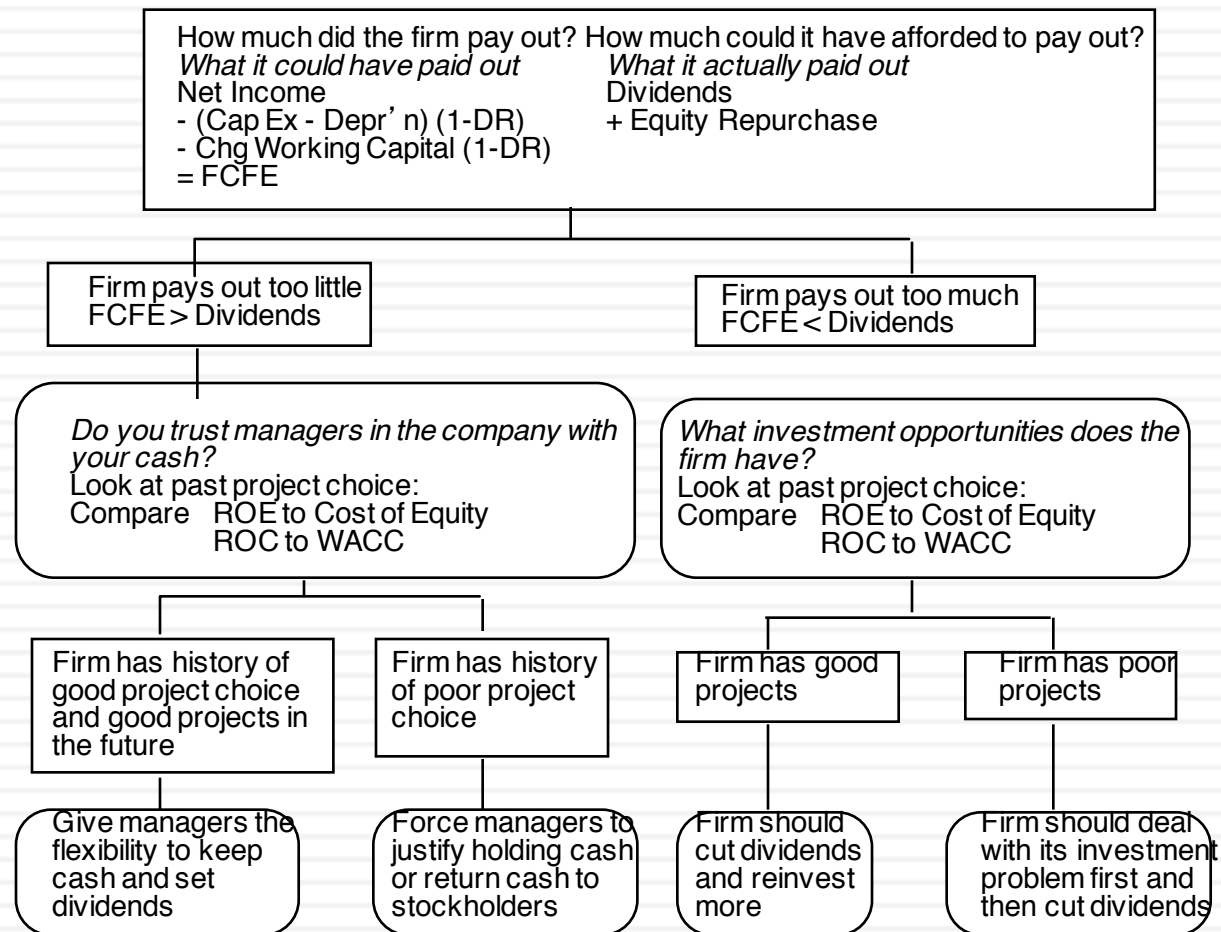 How much did the firm pay out? How much could it have afforded to pay out?
What it could have paid out
What it actually paid out
Net Income
Dividends
- (Cap Ex - Depr’n) (1-DR)
+ Equity Repurchase
- Chg Working Capital (1-DR)
= FCFE
Firm pays out too little
FCFE > Dividends
Firm pays out too much
FCFE < Dividends
Do you trust managers in the company with
your cash?
Look at past project choice:
Compare ROE to Cost of Equity
ROC to WACC
What investment opportunities does the
firm have?
Look at past project choice:
Compare ROE to Cost of Equity
ROC to WACC
Firm has history of
good project choice
and good projects in
the future
Firm has history
of poor project
choice
Firm has good
projects
Firm has poor
projects
Give managers the
flexibility to keep
cash and set
dividends
Force managers to
justify holding cash
or return cash to
stockholders
Firm should
cut dividends
and reinvest
more
Firm should deal
with its investment
problem first and
then cut dividends